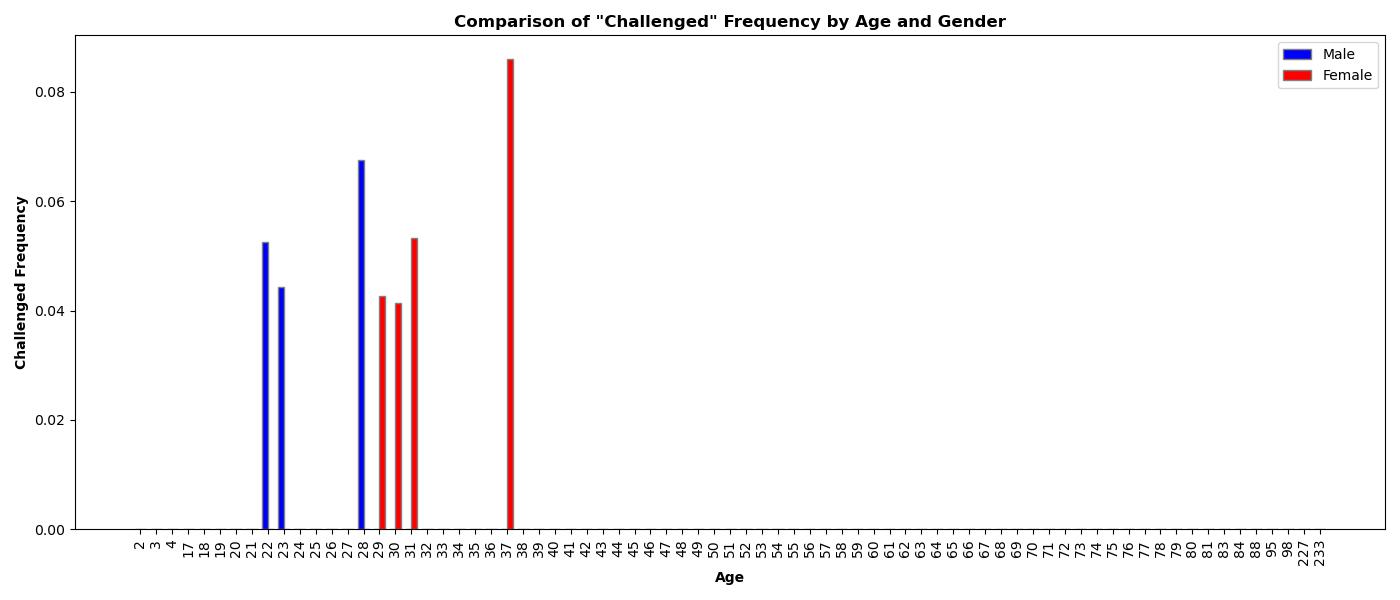 Comparison of "Challenged" Frequency by Age and Gender
Male
Female
Challenged Frequency
0.08
0.06
0.04
0.02
0.00
2 3 4 17 18 19 20 21 22 23 24 25 26 27 28 29 30 31 32 33 34 35 36 37 38 39 40 41 42 43 44 45 46 47 48 49 50 51 52 53 54 55 56 57 58 59 60 61 62 63 64 65 66 67 68 69 70 71 72 73 74 75 76 77 78 79 80 81 83 84 88 95 98 227 233
Age